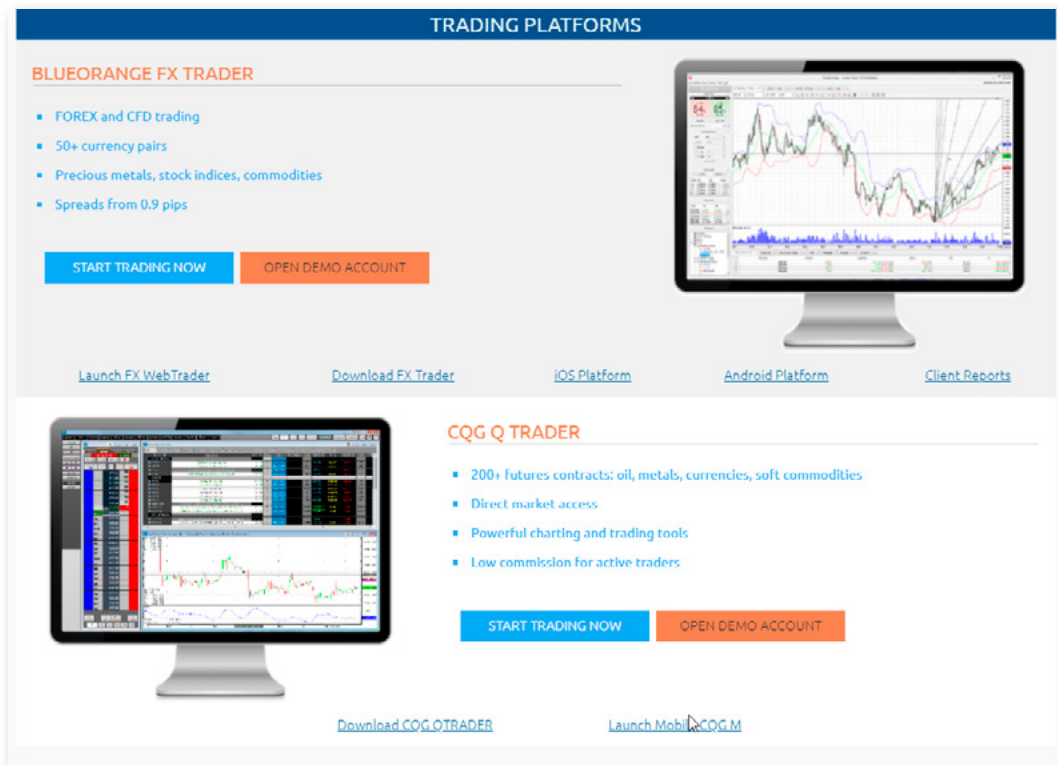 TRADING PLATFORMS
BLUEORANGE FX TRADER
FOREX and CFD trading
50+ currency pairs
Precious metals, stock indices, commodities
Spreads from 0.9 pips
START TRADING NOW
OPEN DEMO ACCOUNT
Launch FX WebTrader
Download FX Trader
iOS Platform
Android Platform
Client Reports
CQG Q TRADER
200+ futures contracts: oil, metals, currencies, soft commodities
Direct market access
Powerful charting and trading tools
Low commission for active traders
START TRADING NOW
OPEN DEMO ACCOUNT
Download CQG QTRADER
Launch Mobile CQG M